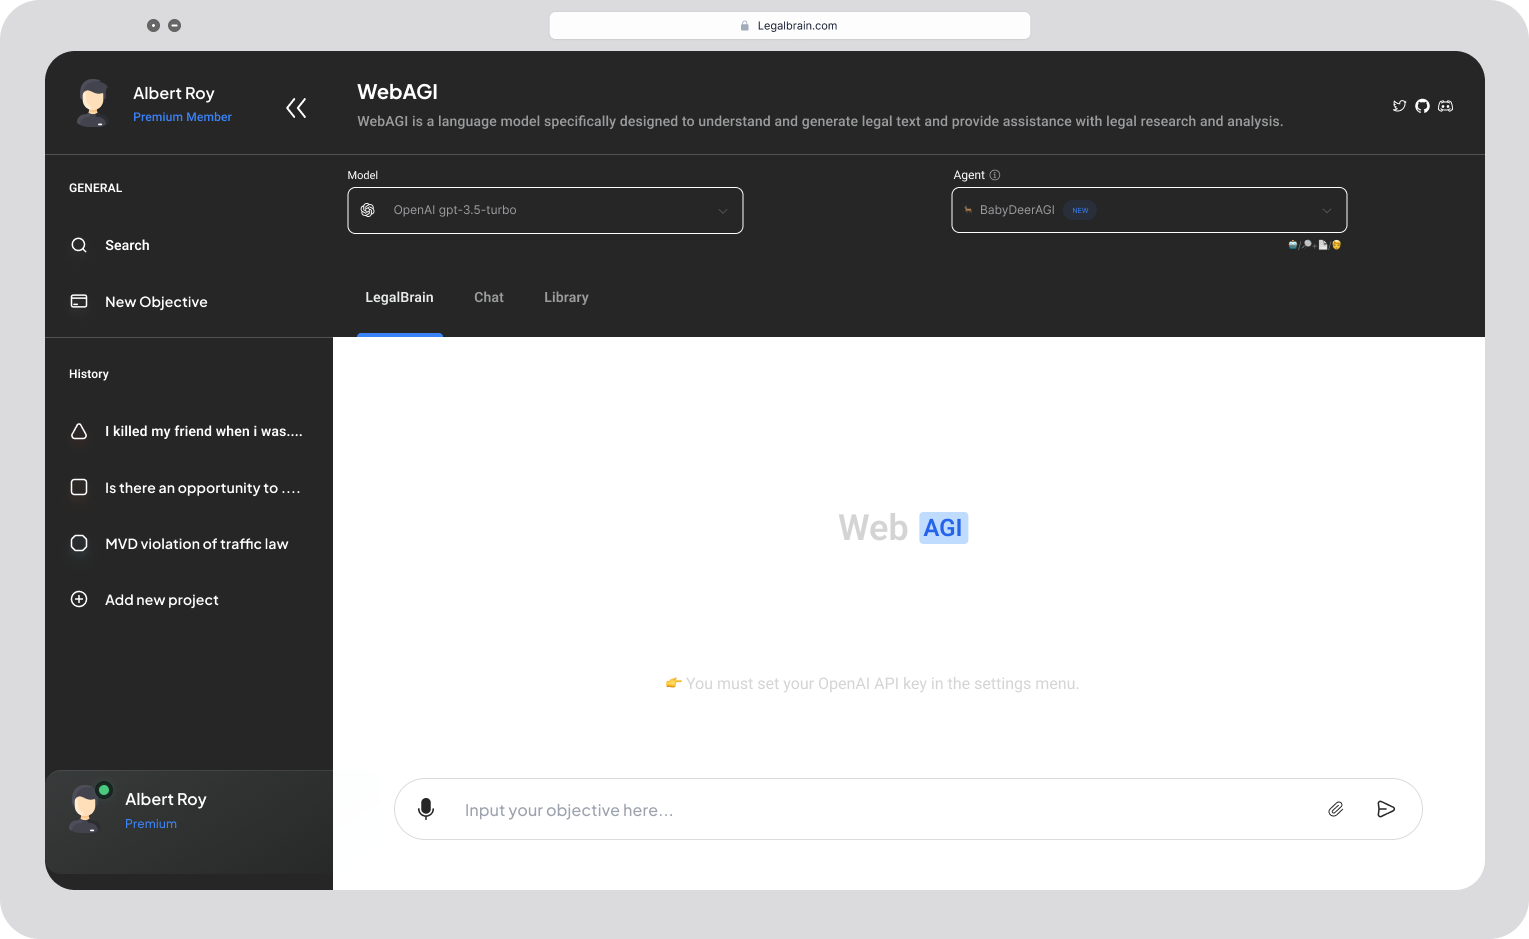 Legalbrain.com
Albert Roy
Premium Member
WebAGI
WebAGI is a language model specifically designed to understand and generate legal text and provide assistance with legal research and analysis.
GENERAL
Search
New Objective
Model
OpenAI gpt-3.5-turbo
Agent
BabyDeerAGI NEW
LegalBrain Chat Library
History
I killed my friend when i was....
Is there an opportunity to ....
MVD violation of traffic law
Add new project
Web AGI
👉 You must set your OpenAI API key in the settings menu.
Albert Roy
Premium
Input your objective here...